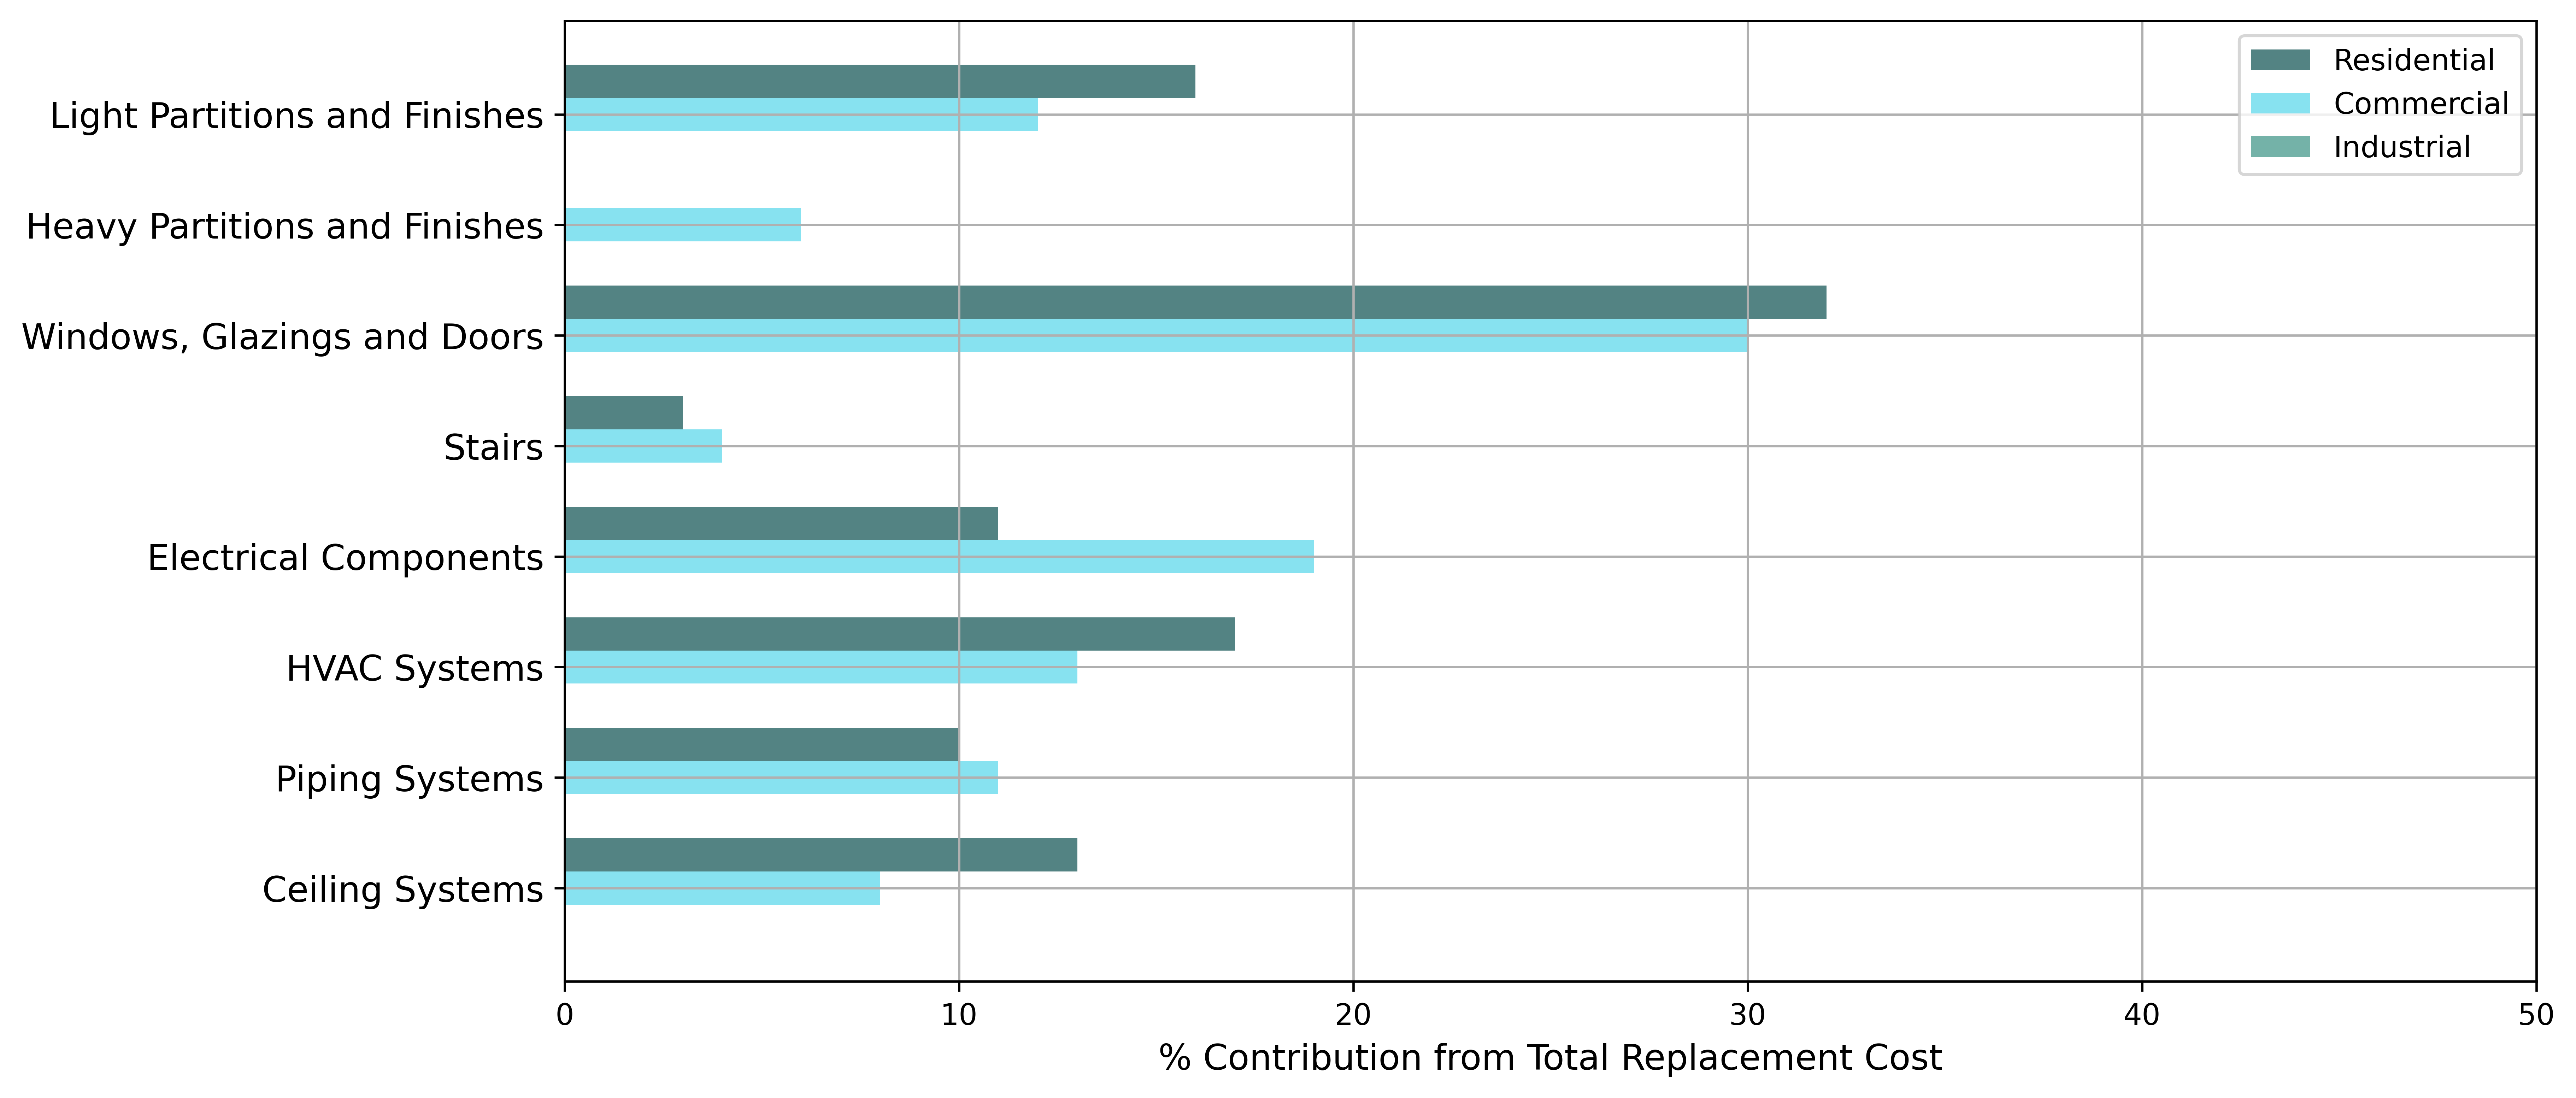 Residential
Commercial
Industrial
Light Partitions and Finishes
Heavy Partitions and Finishes
Windows, Glazings and Doors
Stairs
Electrical Components
HVAC Systems
Piping Systems
Ceiling Systems
0 10 20 30 40 50
% Contribution from Total Replacement Cost